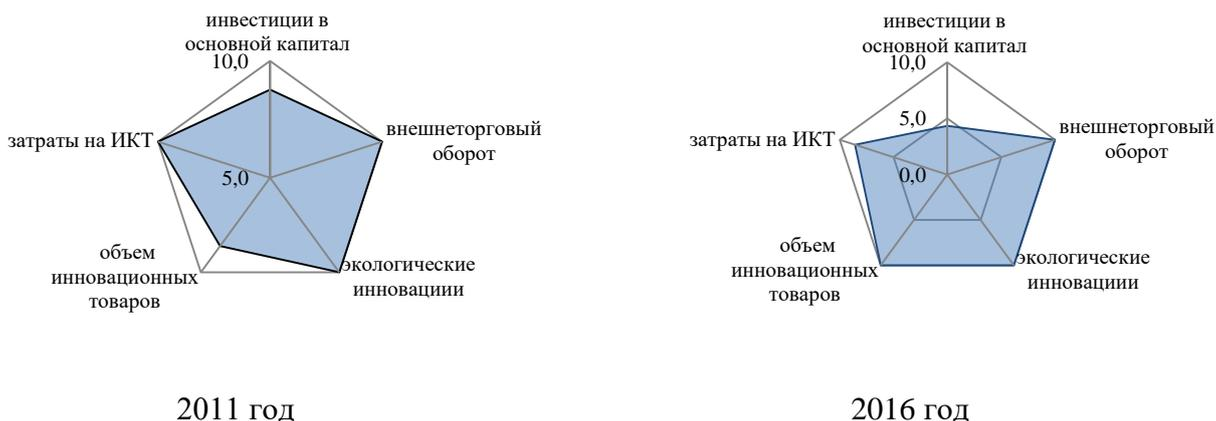 инвестиции в
основной капитал
10,0
затраты на ИКТ
внешнеторговый
оборот
5,0
объем
инновационных
товаров
экологические
инновациии
2011 год
инвестиции в
основной капитал
10,0
5,0
затраты на ИКТ
внешнеторговый
оборот
0,0
объем
инновационных
товаров
экологические
инновациии
2016 год